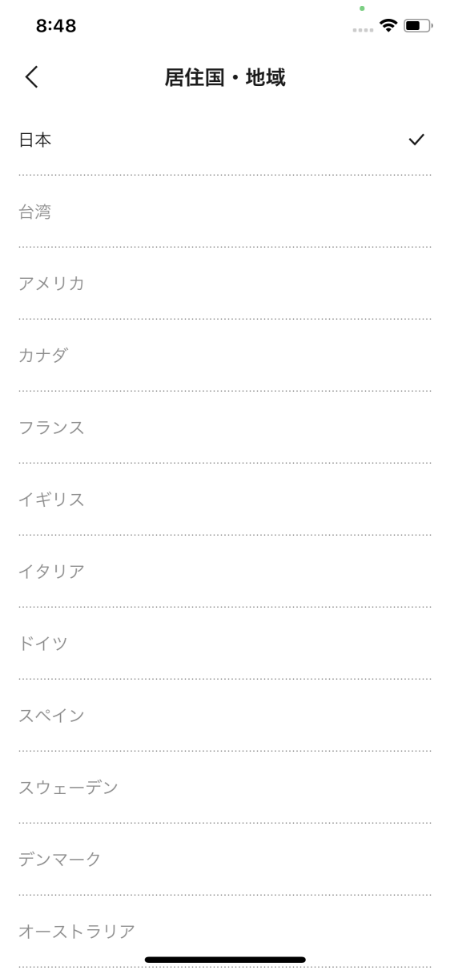 8:48
居住国・地域
日本
台湾
アメリカ
カナダ
フランス
イギリス
イタリア
ドイツ
スペイン
スウェーデン
デンマーク
オーストラリア